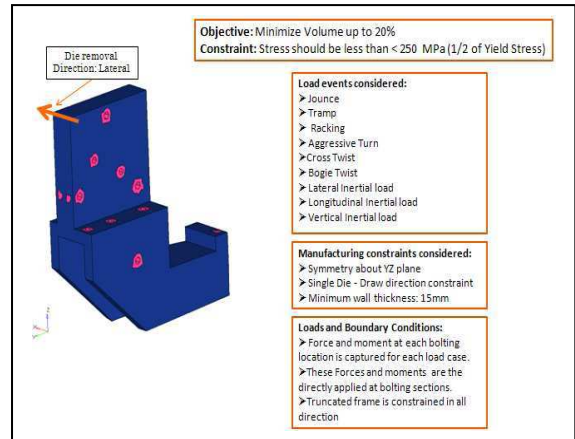 Objective: Minimize Volume up to 20%
Constraint: Stress should be less than < 250 MPa (1/2 of Yield Stress)
Die removal
Direction: Lateral
Load events considered:
➤ Jounce
➤ Tramp
➤ Racking
➤ Aggressive Turn
➤Cross Twist
➤ Bogie Twist
➤ Lateral Inertial load
➤ Longitudinal Inertial load
➤ Vertical Inertial load
Manufacturing constraints considered:
➤ Symmetry about YZ plane
➤ Single Die - Draw direction constraint
➤ Minimum wall thickness: 15mm
Loads and Boundary Conditions:
➤ Force and moment at each bolting
location is captured for each load case.
➤These Forces and moments are the
directly applied at bolting sections.
➤Truncated frame is constrained in all
direction